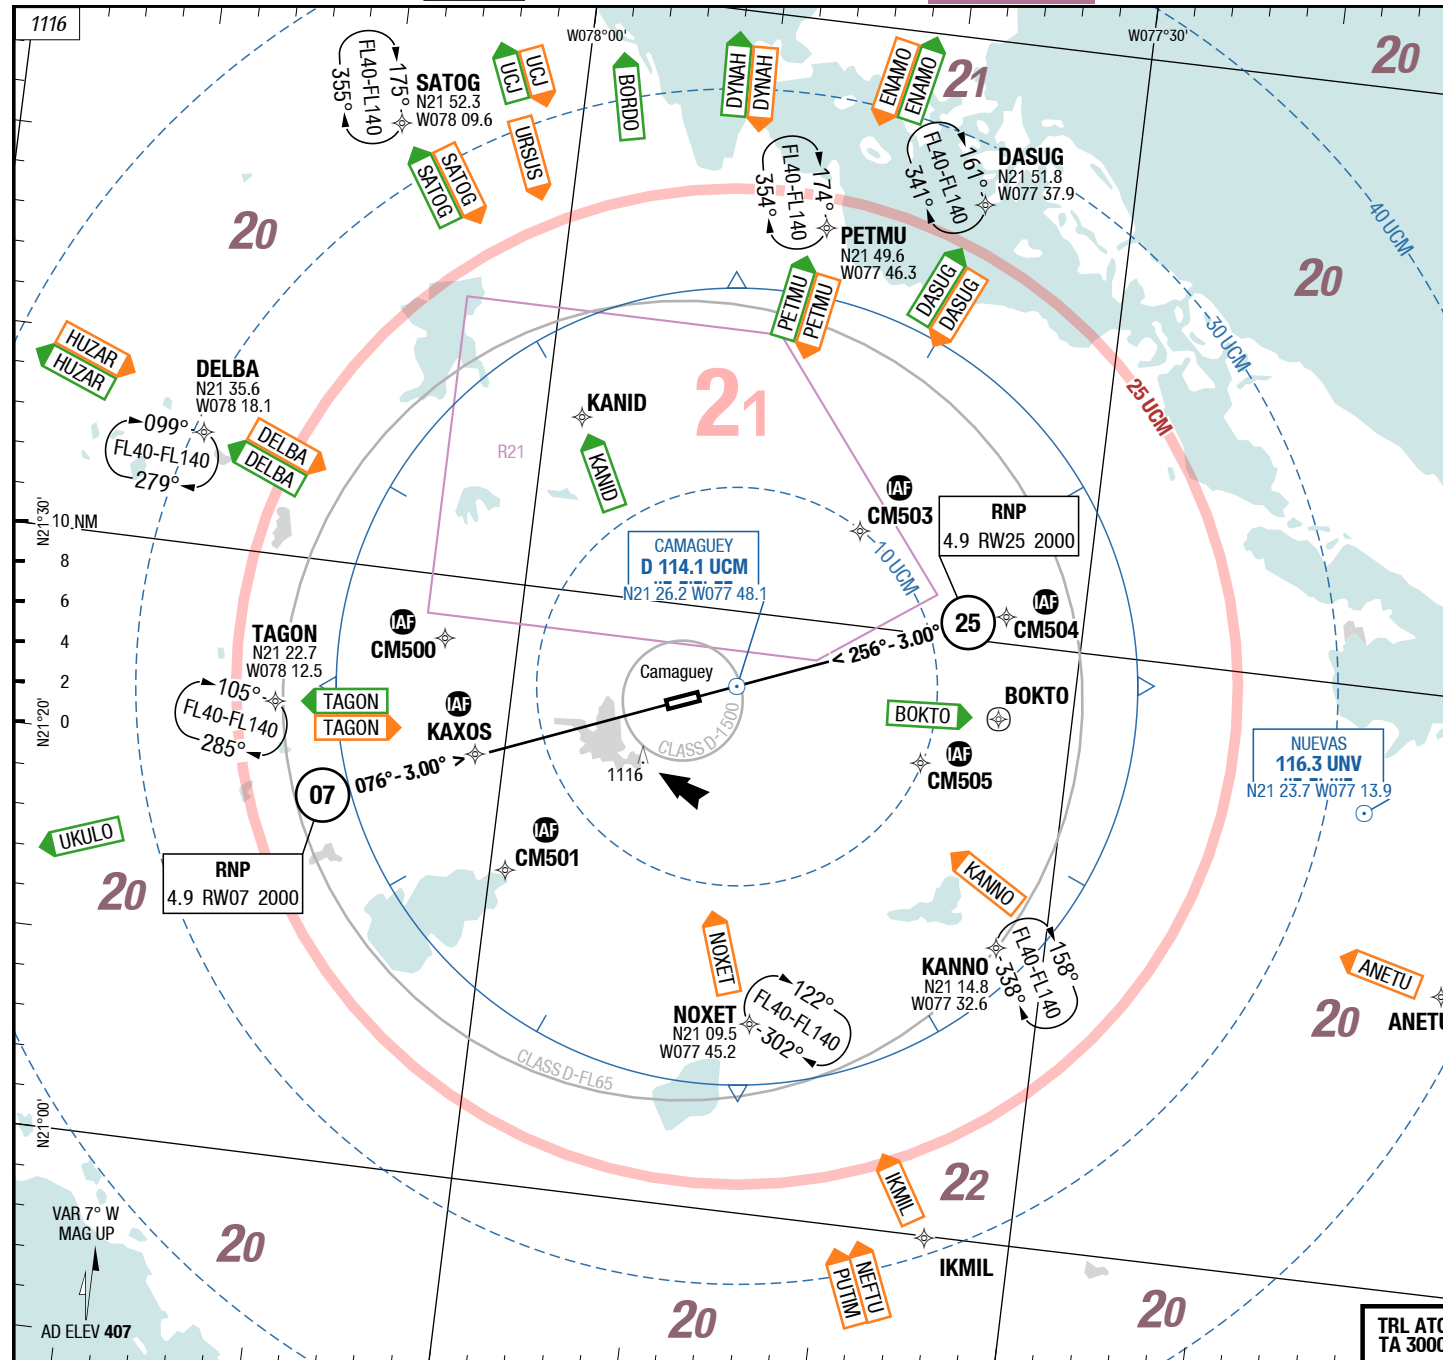 1116
W078°00'
W077°30'
FL40-FL140
175°
355°
SATOG
N21 52.3
W078 09.6
UCJ
UCJ
BORDO
DYNAH
DYNAH
ENAMO
ENAMO
21
20
URSUS
SATOG
SATOG
FL40-FL140
174°
354°
PETMU
N21 49.6
W077 46.3
FL40-FL140
161°
341°
DASUG
N21 51.8
W077 37.9
40 UCM
20
20
PETMU
PETMU
DASUG
DASUG
30 UCM
25 UCM
HUZAR
HUZAR
DELBA
N21 35.6
W078 18.1
099°
FL40-FL140
279°
DELBA
DELBA
KANID
21
R21
KANID
IAF
CM503
RNP
4.9 RW25 2000
N21°30'
10 NM
8
6
4
2
0
N21°20'
CAMAGUEY
D 114.1 UCM
N21 26.2 W077 48.1
10 UCM
IAF
CM500
25
IAF
CM504
256°-3.00°
TAGON
N21 22.7
W078 12.5
105°
FL40-FL140
285°
TAGON
TAGON
IAF
KAXOS
Camaguey
CLASS D-1500
BOKTO
BOKTO
IAF
CM505
NUEVAS
116.3 UNV
N21 23.7 W077 13.9
07
076°-3.00°
1116
UKULO
IAF
CM501
RNP
4.9 RW07 2000
20
KANNO
NOXET
KANNO
N21 14.8
W077 32.6
158°
FL40-FL140
338°
ANETU
20
NOXET
N21 09.5
W077 45.2
122°
FL40-FL140
302°
CLASS D-FL65
N21°00'
IKMIL
22
VAR 7° W
MAG UP
AD ELEV 407
20
IKMIL
PUTIM
NEFTU
20
20
TA 3000